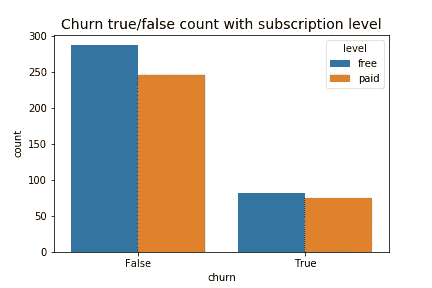 Churn true/false count with subscription level
level
free
paid
300
250
200
150
100
50
0
count
False
True
churn